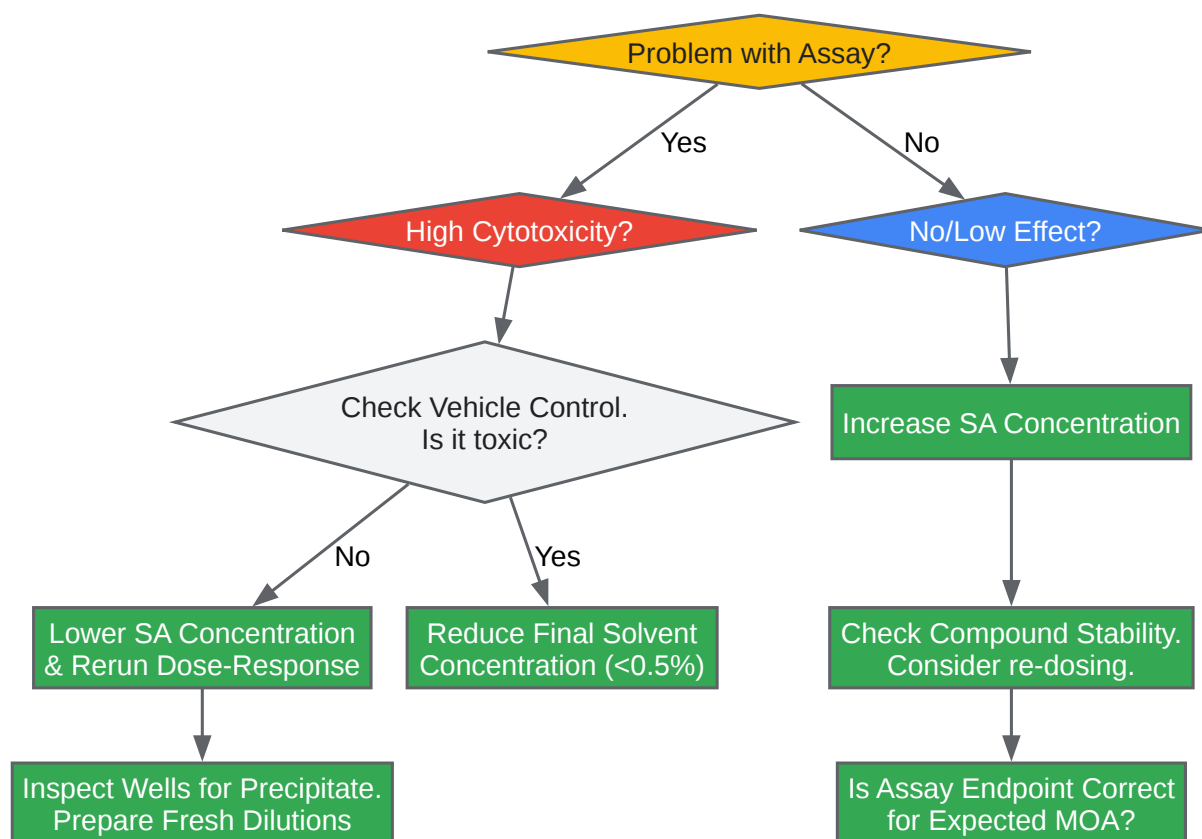 Problem with Assay?
Yes
No
High Cytotoxicity?
No/Low Effect?
Check Vehicle Control.
Is it toxic?
Increase SA Concentration
No
Yes
Lower SA Concentration
& Rerun Dose-Response
Reduce Final Solvent
Concentration (<0.5%)
Check Compound Stability.
Consider re-dosing.
Inspect Wells for Precipitate.
Prepare Fresh Dilutions
Is Assay Endpoint Correct
for Expected MOA?